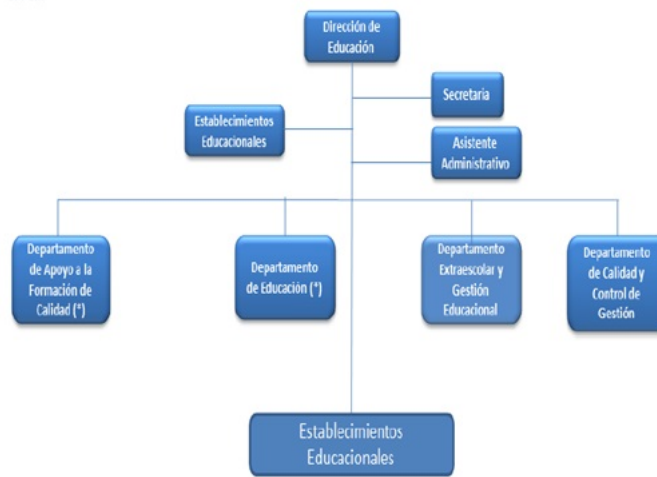 Dirección de
Educación
Secretaria
Establecimientos
Educacionales
Asistente
Administrativo
Departamento
de Apoyo a la
Formación de
Calidad (*)
Departamento
de Educación (*)
Departamento
Extraescolar y
Gestión
Educacional
Departamento
de Calidad y
Control de
Gestión
Establecimientos
Educacionales